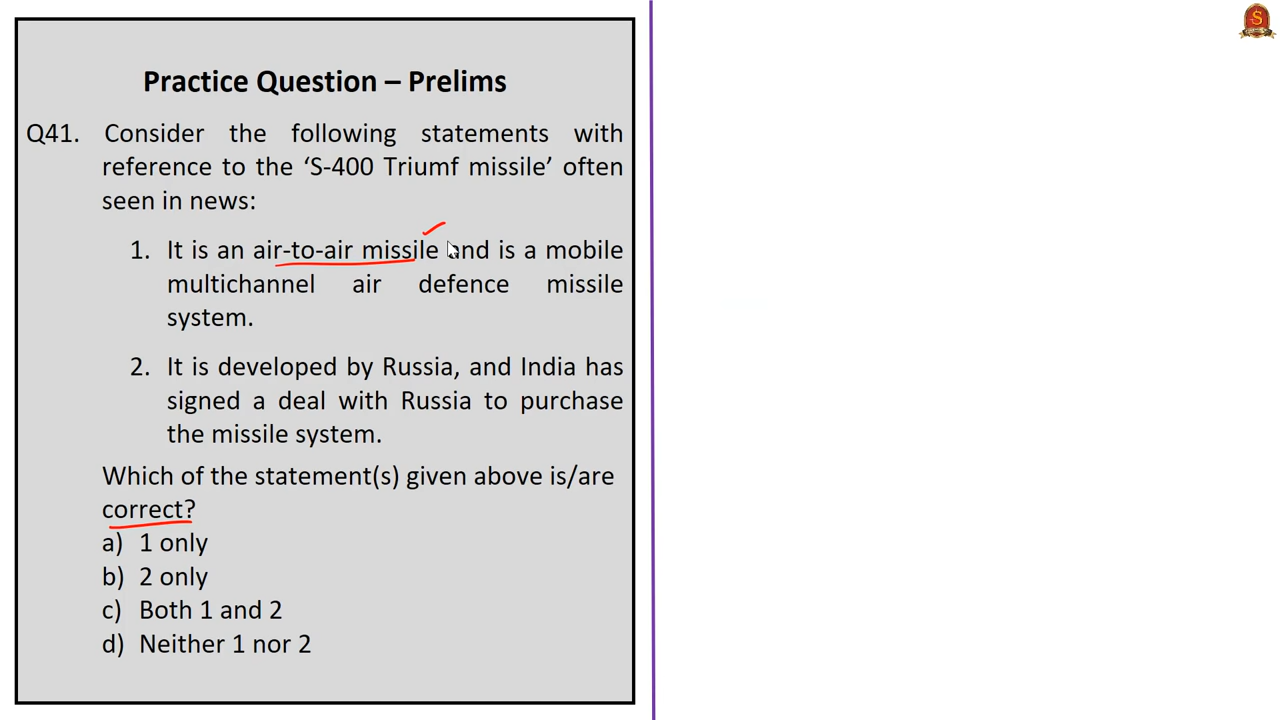 Practice Question – Prelims
Q41. Consider the following statements with
reference to the ‘S-400 Triumf missile’ often
seen in news:
1. It is an air-to-air missile and is a mobile
multichannel air defence missile
system.
2. It is developed by Russia, and India has
signed a deal with Russia to purchase
the missile system.
Which of the statement(s) given above is/are
correct?
a) 1 only
b) 2 only
c) Both 1 and 2
d) Neither 1 nor 2
S